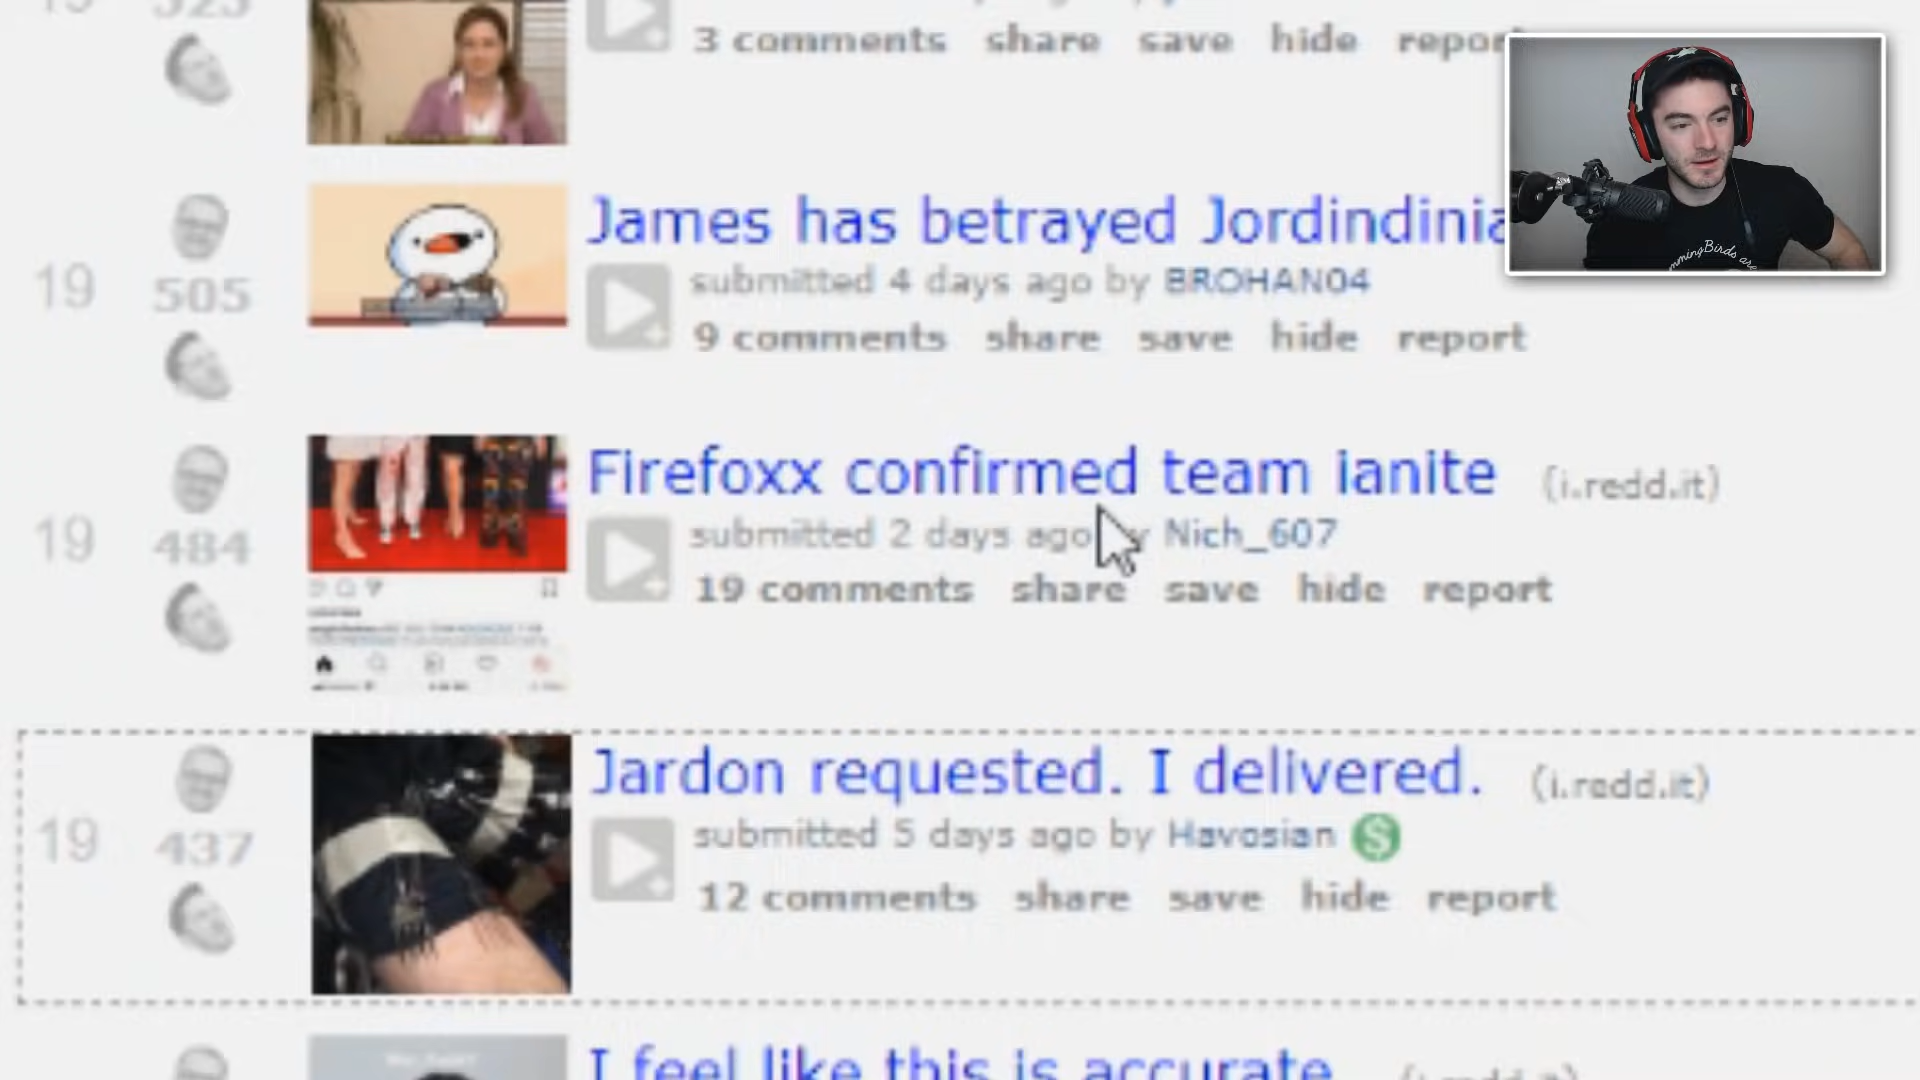 3 comments share save hide report
James has betrayed Jordindinia
19
505
submitted 4 days ago by BROHAN04
9 comments share save hide report
Firefoxx confirmed team ianite (i.redd.it)
19
484
submitted 2 days ago Nich_607
19 comments share save hide report
Jardon requested. I delivered. (i.redd.it)
19
437
submitted 5 days ago by Havosian $
12 comments share save hide report
I feel like this is accurate